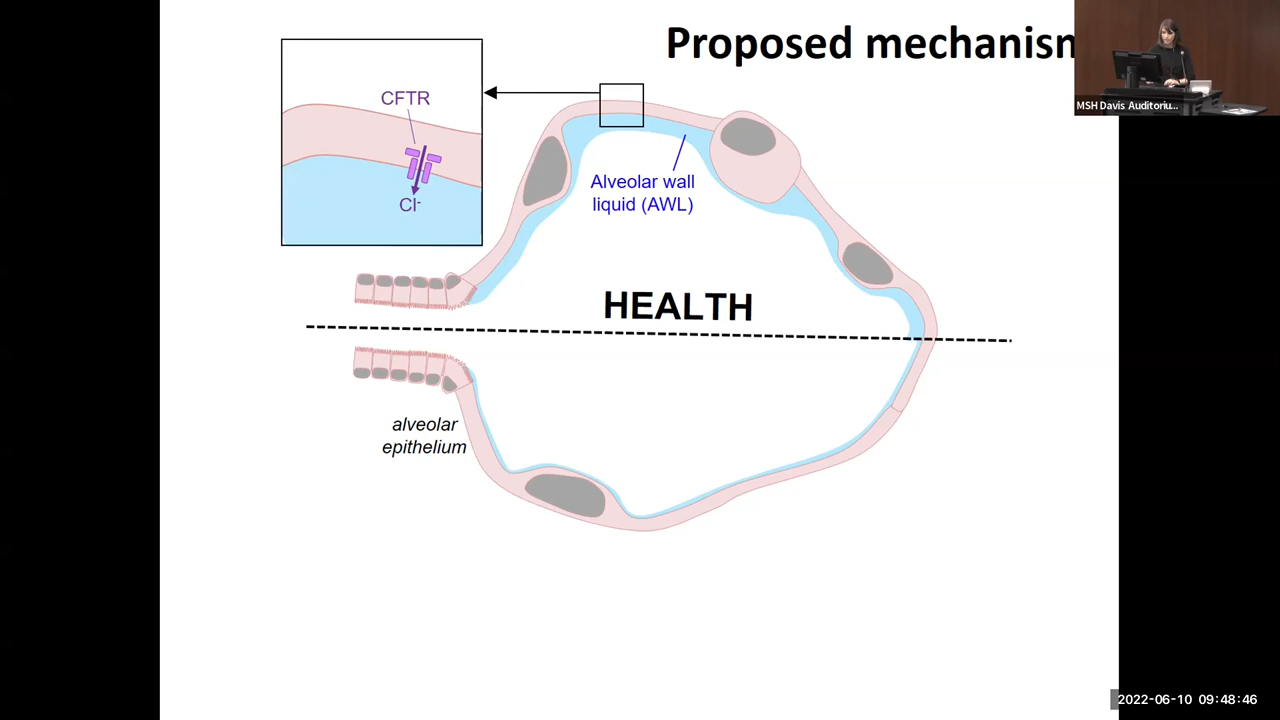 Proposed mechanism
MSH Davis Auditoriu...
CFTR
Cl-
Alveolar wall
liquid (AWL)
HEALTH
alveolar
epithelium
2022-06-10 09:48:46